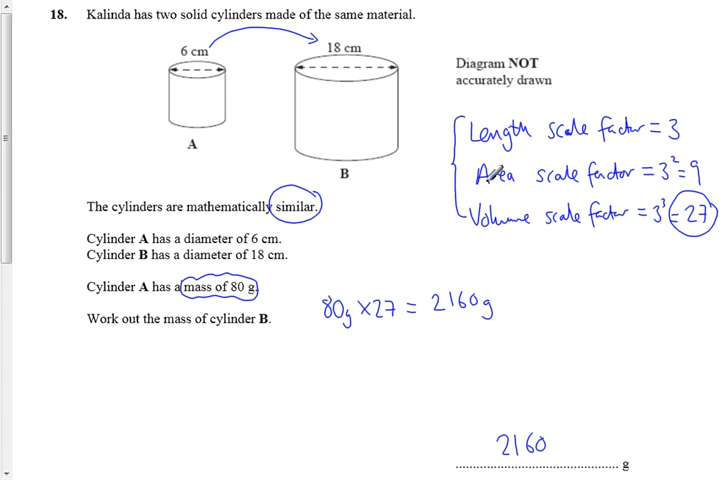 18. Kalinda has two solid cylinders made of the same material.
6 cm
18 cm
Diagram NOT
accurately drawn
A
B
Length scale factor = 3
Area scale factor = 3² = 9
Volume scale factor = 3³ = 27
The cylinders are mathematically similar.
Cylinder A has a diameter of 6 cm.
Cylinder B has a diameter of 18 cm.
Cylinder A has a mass of 80 g.
Work out the mass of cylinder B.
80g × 27 = 2160g
2160
.................................................. g